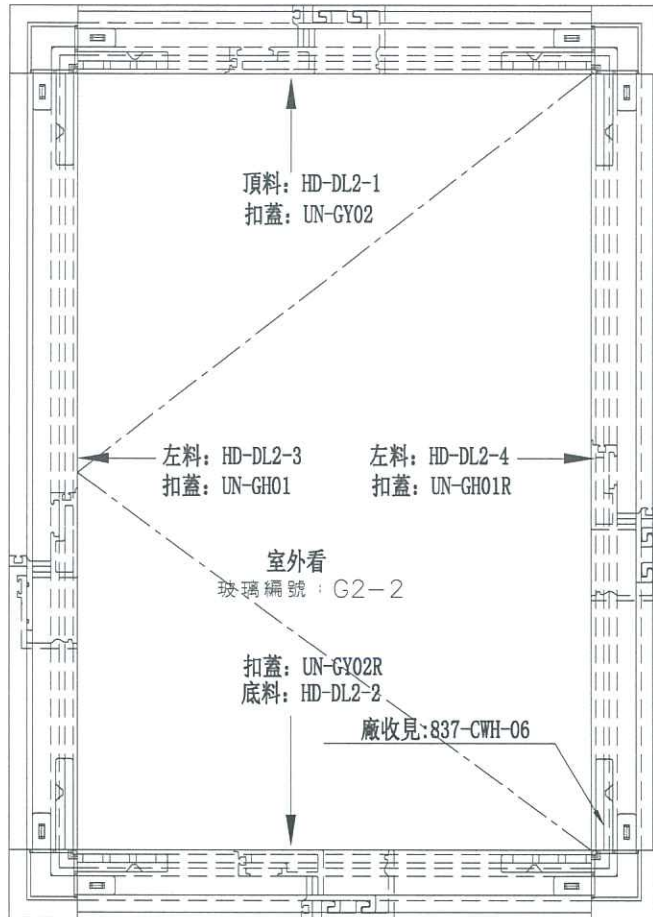 頂料: HD-DL2-1
扣蓋: UN-GY02
左料: HD-DL2-3
扣蓋: UN-GH01
左料: HD-DL2-4
扣蓋: UN-GH01R
室外看
玻璃編號：G2-2
扣蓋: UN-GY02R
底料: HD-DL2-2
廠收見:837-CWH-06